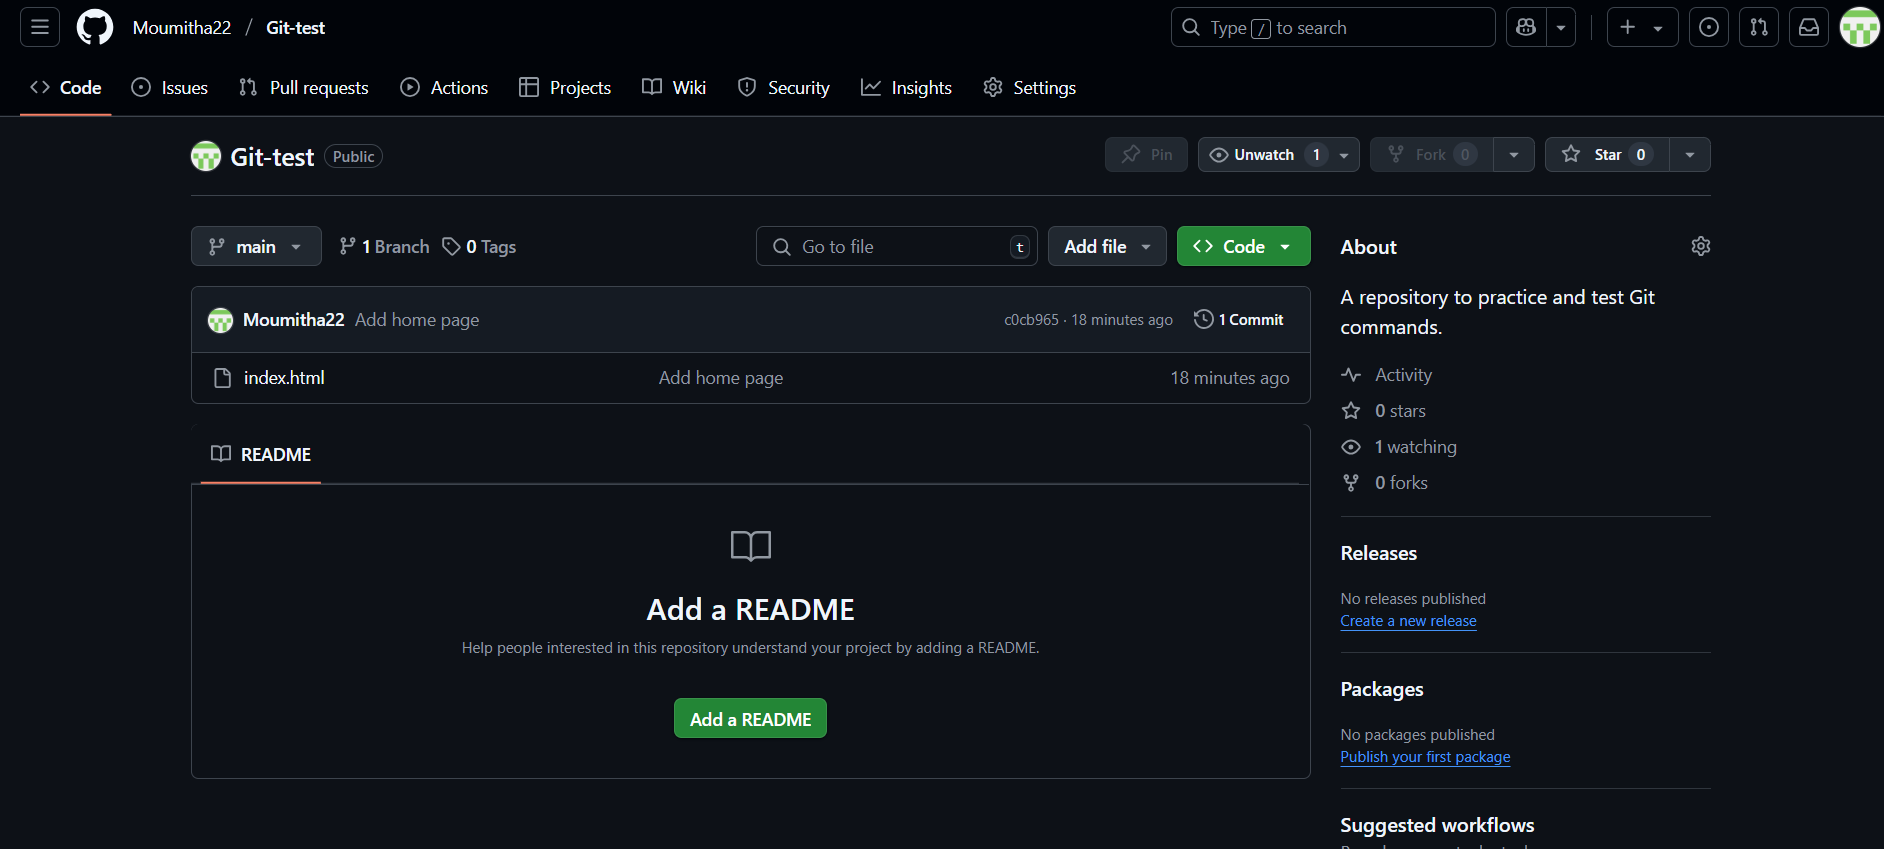 Moumitha22 / Git-test
Type / to search
Code Issues Pull requests Actions Projects Wiki Security Insights Settings
Git-test Public
Pin Unwatch 1 Fork 0 Star 0
main 1 Branch 0 Tags Go to file t Add file Code
Moumitha22 Add home page c0cb965 · 18 minutes ago 1 Commit
index.html Add home page 18 minutes ago
README
Add a README
Help people interested in this repository understand your project by adding a README.
Add a README
About
A repository to practice and test Git
commands.
Activity
0 stars
1 watching
0 forks
Releases
No releases published
Create a new release
Packages
No packages published
Publish your first package
Suggested workflows